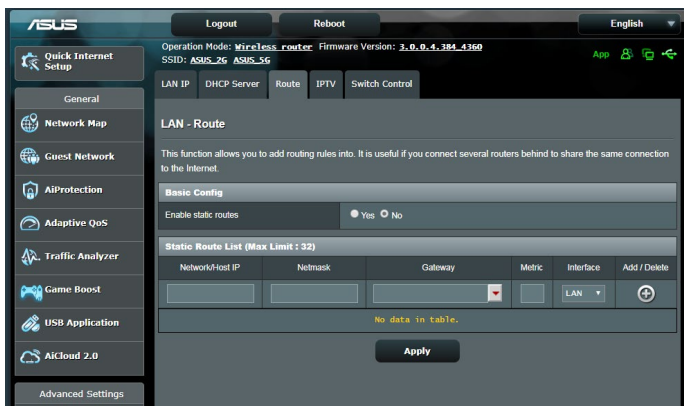 ASUS
Logout
Reboot
English
Quick Internet
Setup
General
Network Map
Guest Network
AiProtection
Adaptive QoS
Traffic Analyzer
Game Boost
USB Application
AiCloud 2.0
Advanced Settings
Operation Mode: Wireless router Firmware Version: 3.0.0.4.384_4360
SSID: ASUS_2G ASUS_5G
App
LAN IP DHCP Server Route IPTV Switch Control
LAN - Route
This function allows you to add routing rules into. It is useful if you connect several routers behind to share the same connection
to the Internet.
Basic Config
Enable static routes Yes No
Static Route List (Max Limit : 32)
Network/Host IP Netmask Gateway Metric Interface Add / Delete
LAN
No data in table.
Apply